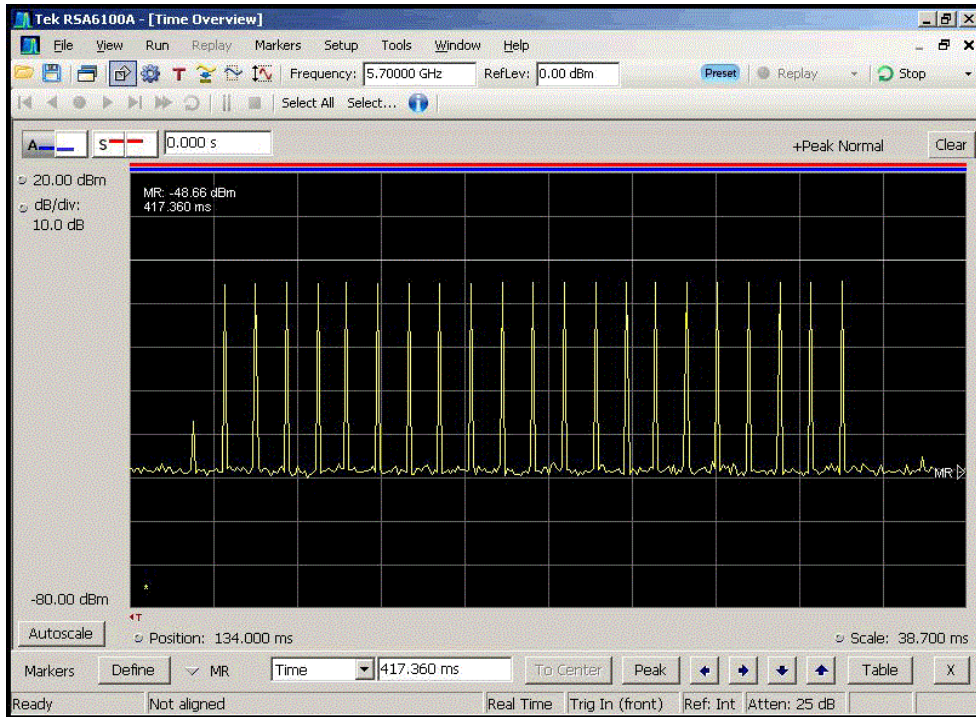 Tek RSA6100A - [Time Overview]
File View Run Replay Markers Setup Tools Window Help
T Frequency: 5.70000 GHz RefLev: 0.00 dBm Preset Replay Stop
Select All Select...
A S 0.000 s +Peak Normal Clear
20.00 dBm
dB/div:
10.0 dB
MR: -48.66 dBm
417.360 ms
MR
-80.00 dBm
T
Autoscale Position: 134.000 ms Scale: 38.700 ms
Markers Define MR Time 417.360 ms To Center Peak Table X
Ready Not aligned Real Time Trig In (front) Ref: Int Atten: 25 dB